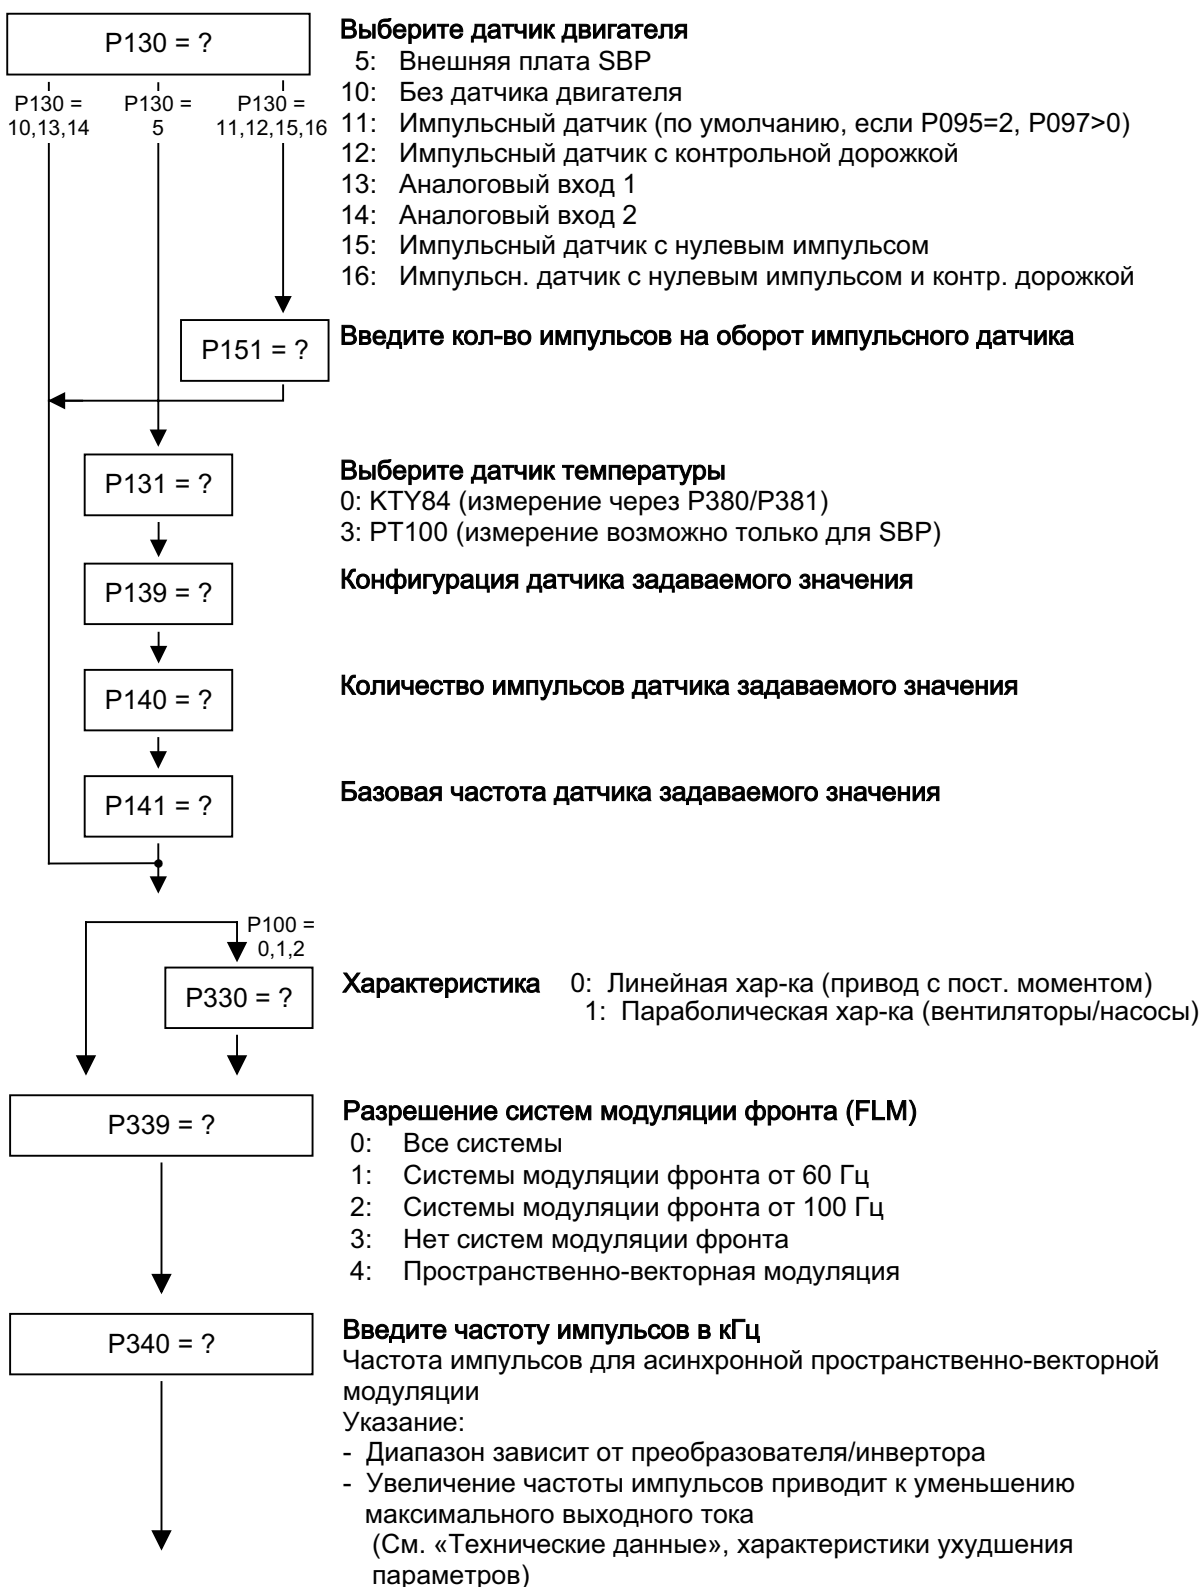 P130 = ?
Выберите датчик двигателя
5: Внешняя плата SBP
P130 =
10,13,14
P130 =
5
P130 =
11,12,15,16
10: Без датчика двигателя
11: Импульсный датчик (по умолчанию, если P095=2, P097>0)
12: Импульсный датчик с контрольной дорожкой
13: Аналоговый вход 1
14: Аналоговый вход 2
15: Импульсный датчик с нулевым импульсом
16: Импульсн. датчик с нулевым импульсом и контр. дорожкой
P151 = ?
Введите кол-во импульсов на оборот импульсного датчика
P131 = ?
Выберите датчик температуры
0: KTY84 (измерение через P380/P381)
3: PT100 (измерение возможно только для SBP)
P139 = ?
Конфигурация датчика задаваемого значения
P140 = ?
Количество импульсов датчика задаваемого значения
P141 = ?
Базовая частота датчика задаваемого значения
P100 =
0,1,2
P330 = ?
Характеристика 0: Линейная хар-ка (привод с пост. моментом)
1: Параболическая хар-ка (вентиляторы/насосы)
P339 = ?
Разрешение систем модуляции фронта (FLM)
0: Все системы
1: Системы модуляции фронта от 60 Гц
2: Системы модуляции фронта от 100 Гц
3: Нет систем модуляции фронта
4: Пространственно-векторная модуляция
P340 = ?
Введите частоту импульсов в кГц
Частота импульсов для асинхронной пространственно-векторной
модуляции
Указание:
- Диапазон зависит от преобразователя/инвертора
- Увеличение частоты импульсов приводит к уменьшению
максимального выходного тока
(См. «Технические данные», характеристики ухудшения
параметров)